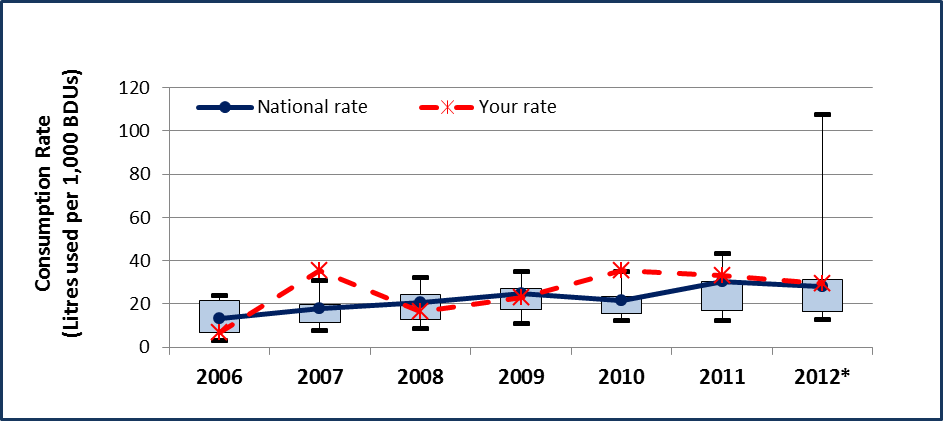 Consumption Rate
(Litres used per 1,000 BDUs)
120
100
80
60
40
20
0
National rate
Your rate
2006 2007 2008 2009 2010 2011 2012*